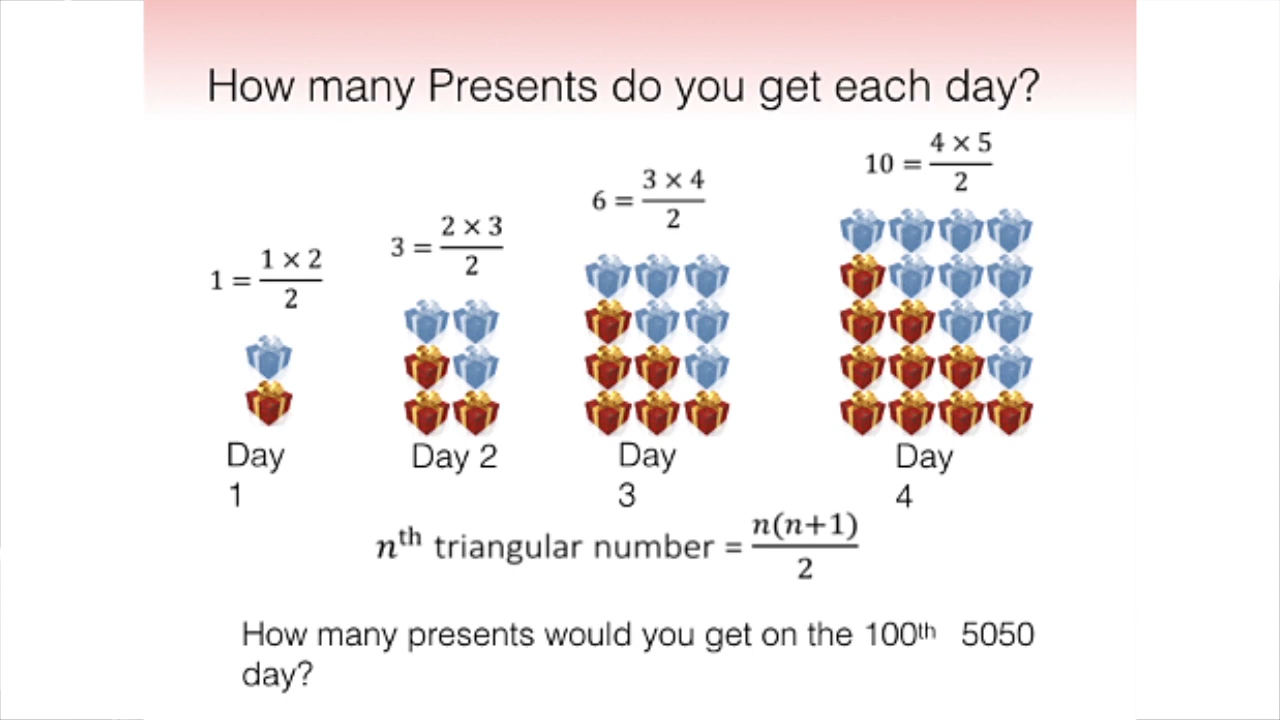 How many Presents do you get each day?
1 = 1 × 2 / 2
3 = 2 × 3 / 2
6 = 3 × 4 / 2
10 = 4 × 5 / 2
Day
1
Day 2
Day
3
Day
4
nth triangular number = n(n+1) / 2
How many presents would you get on the 100th 5050
day?